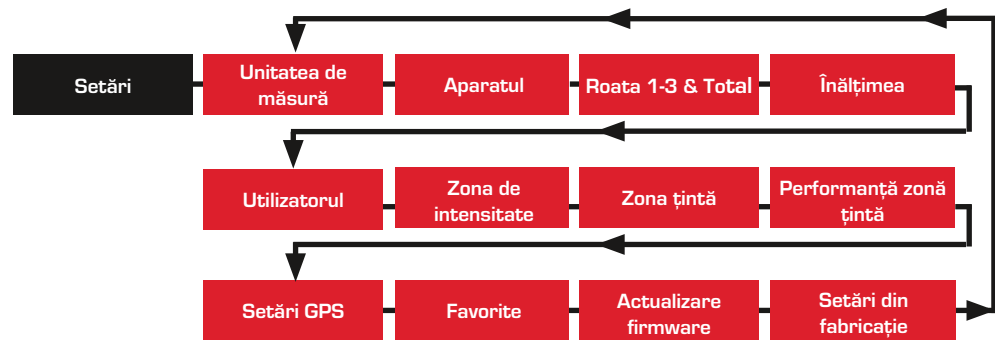 Setări
Unitatea de
măsură
Aparatul
Roata 1-3 & Total
Înălțimea
Utilizatorul
Zona de
intensitate
Zona țintă
Performanță zonă
țintă
Setări GPS
Favorite
Actualizare
firmware
Setări din
fabricație